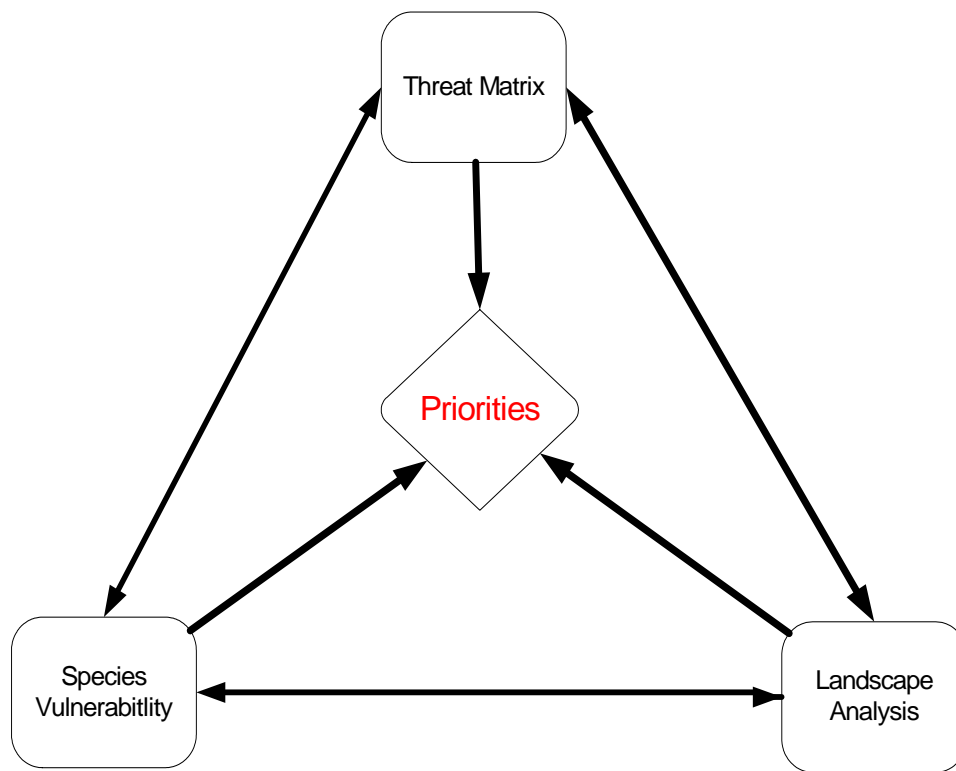 Threat Matrix
Priorities
Species
Vulnerabitlity
Landscape
Analysis